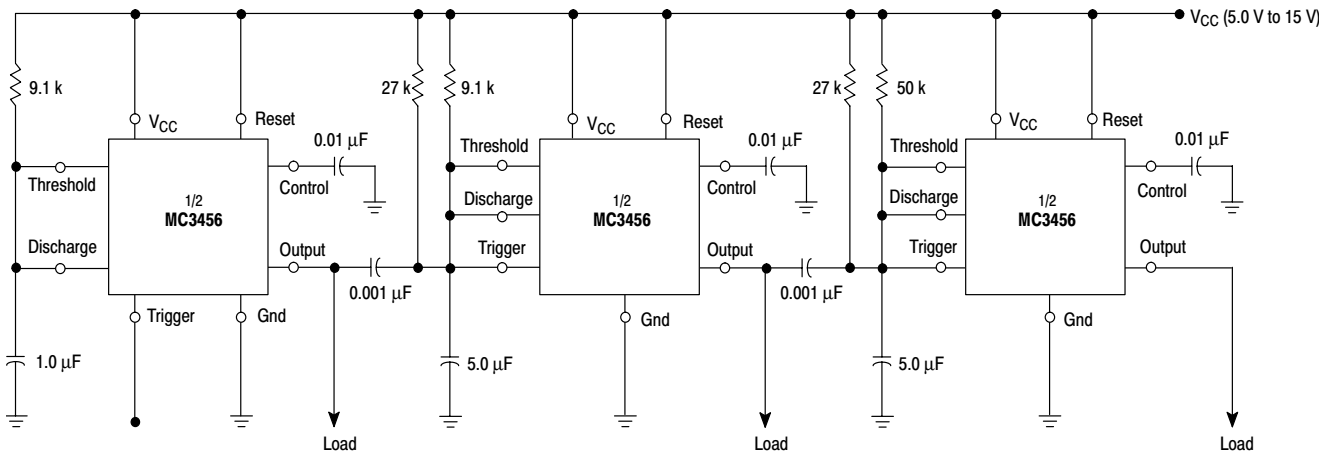 VCC (5.0 V to 15 V)
9.1 k
27 k
9.1 k
27 k
50 k
VCC
Reset
0.01 µF
Threshold
Control
1/2
MC3456
Discharge
Output
0.001 µF
Trigger
Gnd
1.0 µF
Load
VCC
Reset
0.01 µF
Threshold
Control
Discharge
1/2
MC3456
Trigger
Output
0.001 µF
Gnd
5.0 µF
Load
VCC
Reset
0.01 µF
Threshold
Control
Discharge
1/2
MC3456
Trigger
Output
Gnd
5.0 µF
Load